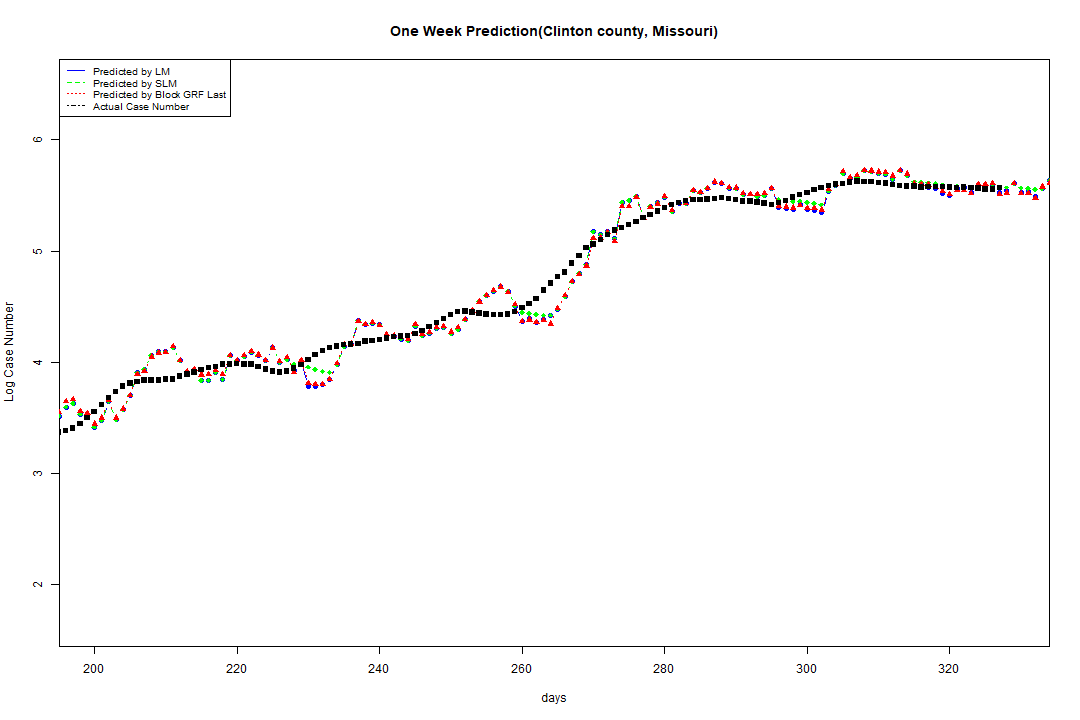 One Week Prediction(Clinton county, Missouri)
Predicted by LM
Predicted by SLM
Predicted by Block GRF Last
Actual Case Number
Log Case Number
6
5
4
3
2
200 220 240 260 280 300 320
days